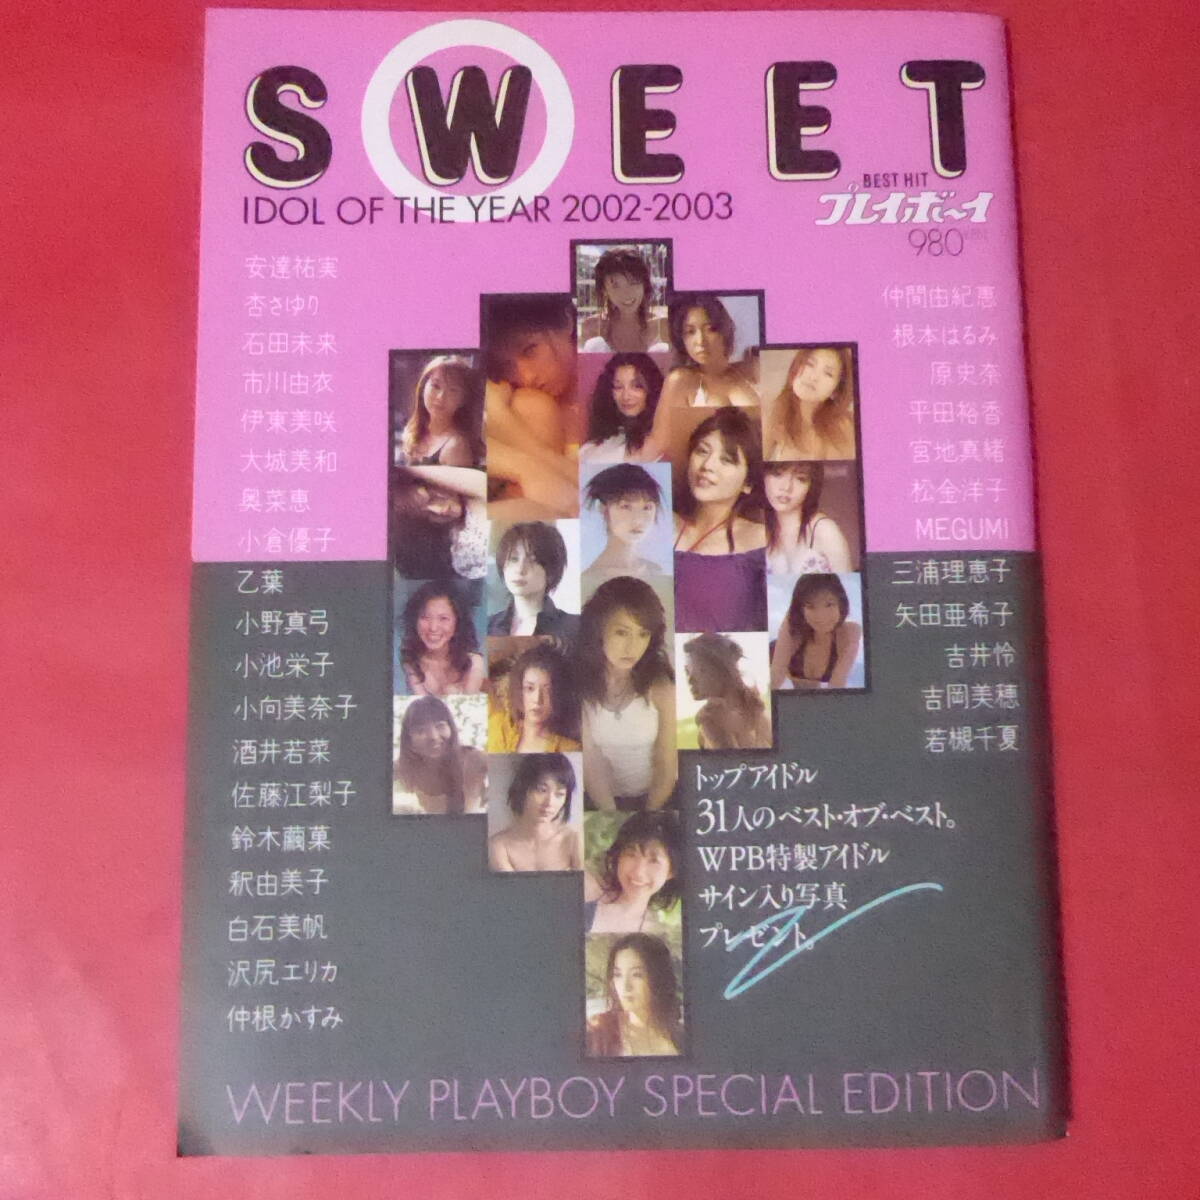 SWEET
IDOL OF THE YEAR 2002-2003
BEST HIT
プレイボーイ
980
安達祐実
杏さゆり
石田未来
市川由衣
伊東美咲
大城美和
奥菜恵
小倉優子
乙葉
小野真弓
小池栄子
小向美奈子
酒井若菜
佐藤江梨子
鈴木繭菓
釈由美子
白石美帆
沢尻エリカ
仲根かすみ
仲間由紀恵
根本はるみ
原史奈
平田裕香
宮地真緒
松金洋子
MEGUMI
三浦理恵子
矢田亜希子
吉井怜
吉岡美穂
若槻千夏
トップアイドル
31人のベスト・オブ・ベスト。
WPB特製アイドル
サイン入り写真
プレゼント。
WEEKLY PLAYBOY SPECIAL EDITION